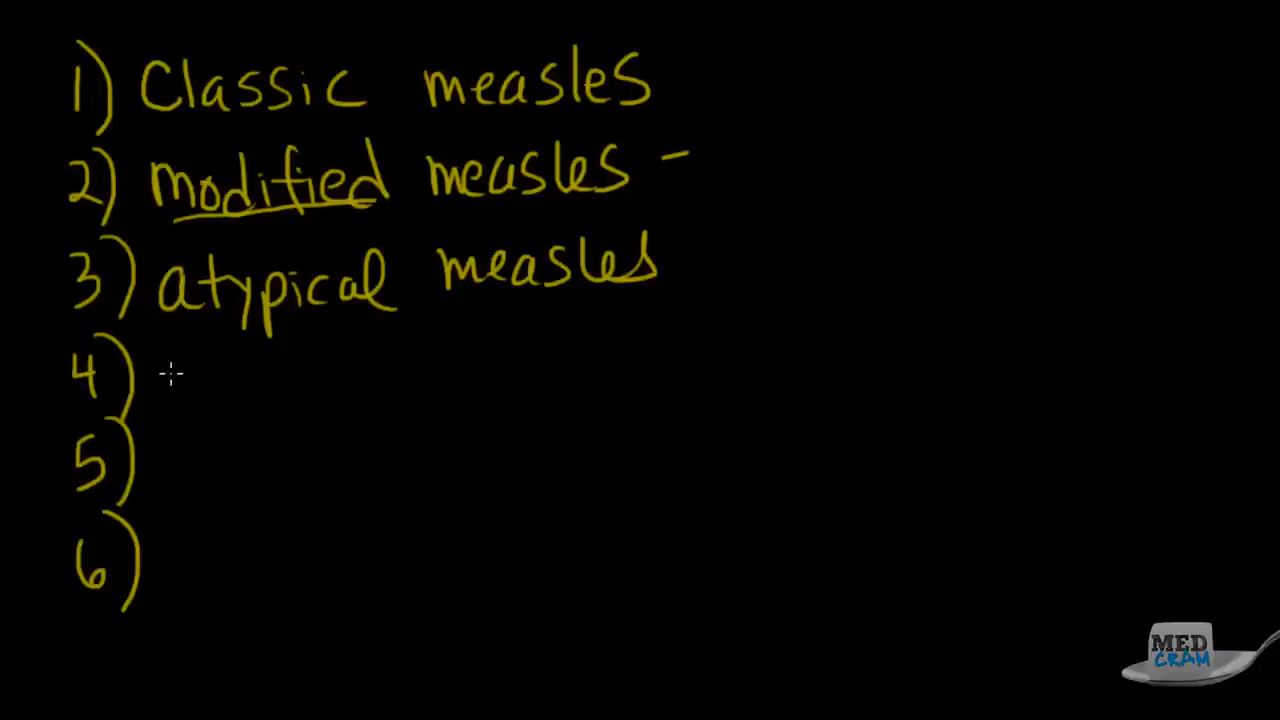 1) Classic measles
2) modified measles -
3) atypical measles
4)
5)
6)
MED
CRAM